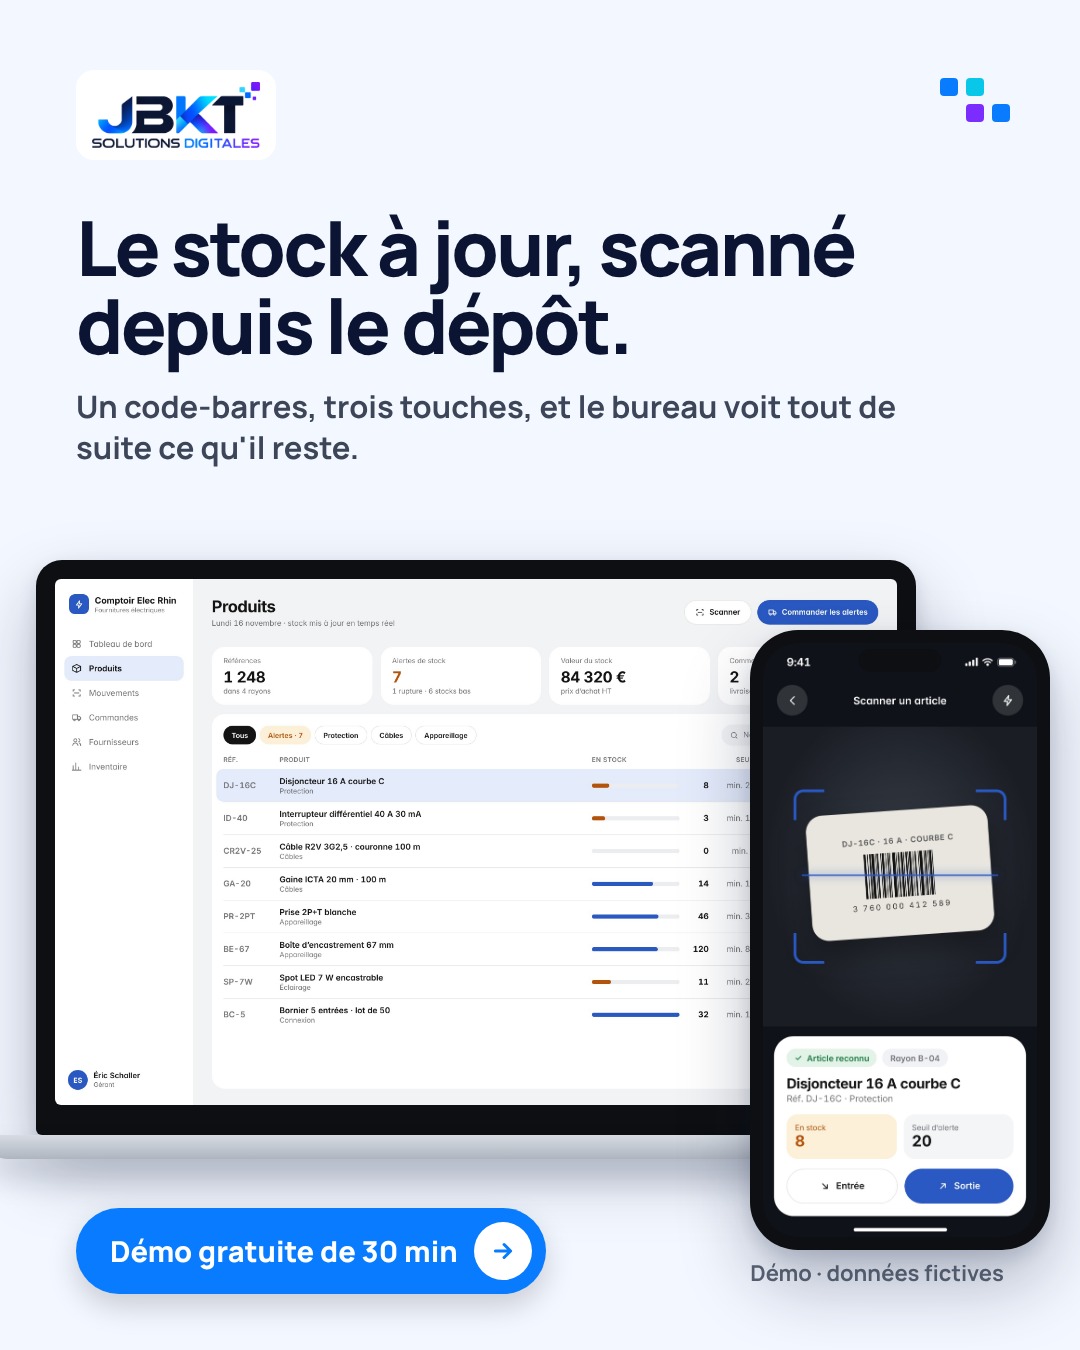 JBKT
SOLUTIONS DIGITALES
Le stock à jour, scanné
depuis le dépôt.
Un code-barres, trois touches, et le bureau voit tout de
suite ce qu'il reste.
Comptoir Elec Rhin
Fournitures électriques
Tableau de bord
Produits
Mouvements
Commandes
Fournisseurs
Inventaire
ES
Éric Schaller
Gérant
Produits
Lundi 16 novembre · stock mis à jour en temps réel
Scanner
Commander les alertes
Références
1 248
dans 4 rayons
Alertes de stock
7
1 rupture · 6 stocks bas
Valeur du stock
84 320 €
prix d'achat HT
2
Tous
Alertes · 7
Protection
Câbles
Appareillage
RÉF. PRODUIT EN STOCK
DJ-16C Disjoncteur 16 A courbe C 8 min.
Protection
ID-40 Interrupteur différentiel 40 A 30 mA 3 min.
Protection
CR2V-25 Câble R2V 3G2,5 · couronne 100 m 0 min.
Câbles
GA-20 Gaine ICTA 20 mm · 100 m 14 min.
Câbles
PR-2PT Prise 2P+T blanche 46 min.
Appareillage
BE-67 Boîte d'encastrement 67 mm 120 min.
Appareillage
SP-7W Spot LED 7 W encastrable 11 min.
Éclairage
BC-5 Bornier 5 entrées · lot de 50 32 min.
Connexion
9:41
Scanner un article
DJ-16C · 16 A · COURBE C
3 760 000 412 589
Article reconnu
Rayon B-04
Disjoncteur 16 A courbe C
Réf. DJ-16C · Protection
En stock
8
Seuil d'alerte
20
Entrée
Sortie
Démo gratuite de 30 min
Démo · données fictives